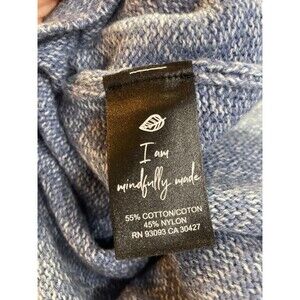 I am
mindfully made
55% COTTON/COTON
45% NYLON
RN 93093 CA 30427